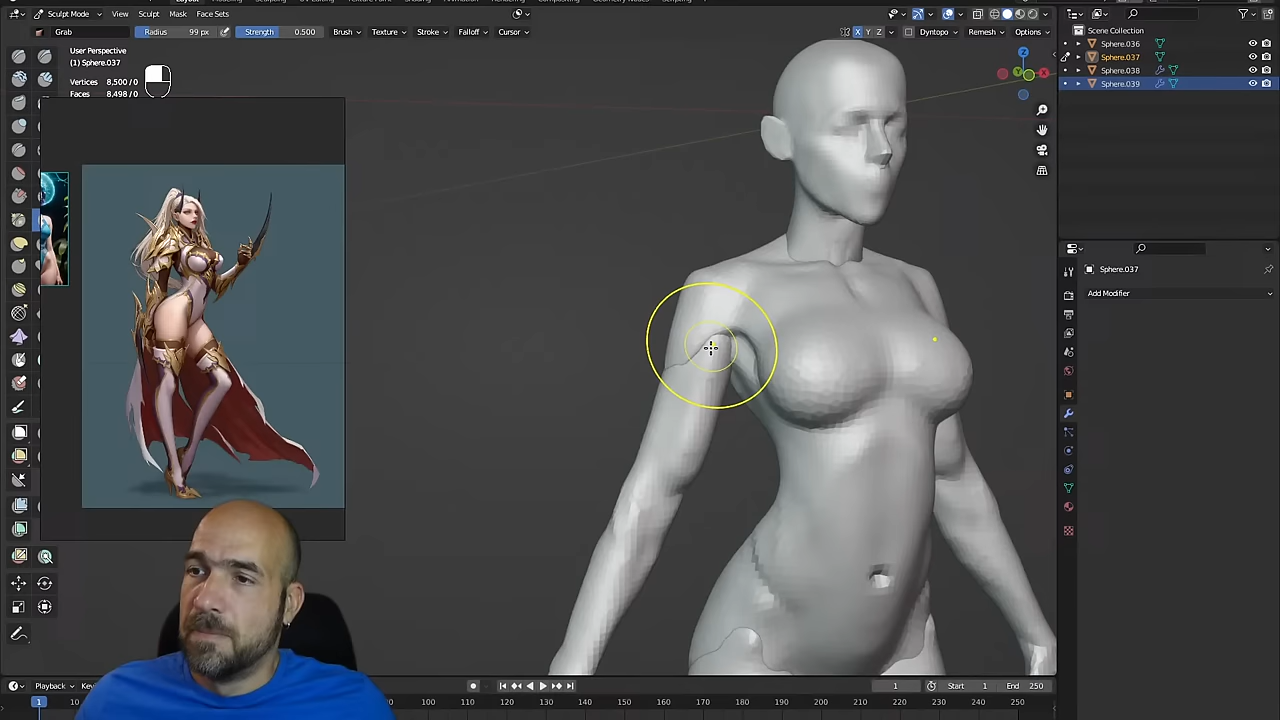 Sculpt Mode View Sculpt Mask Face Sets
Grab Radius 99 px Strength 0.500 Brush Texture Stroke Falloff Cursor X Y Z Dyntopo Remesh Options
User Perspective
(1) Sphere.037
Vertices 8.500 / 0
Faces 8.498 / 0
Z
X
Y
Scene Collection
Sphere.036
Sphere.037
Sphere.038
Sphere.039
Sphere.037
Add Modifier
Playback 1 Start 1 End 250
1 10 100 110 120 130 140 150 160 170 180 190 200 210 220 230 240 250